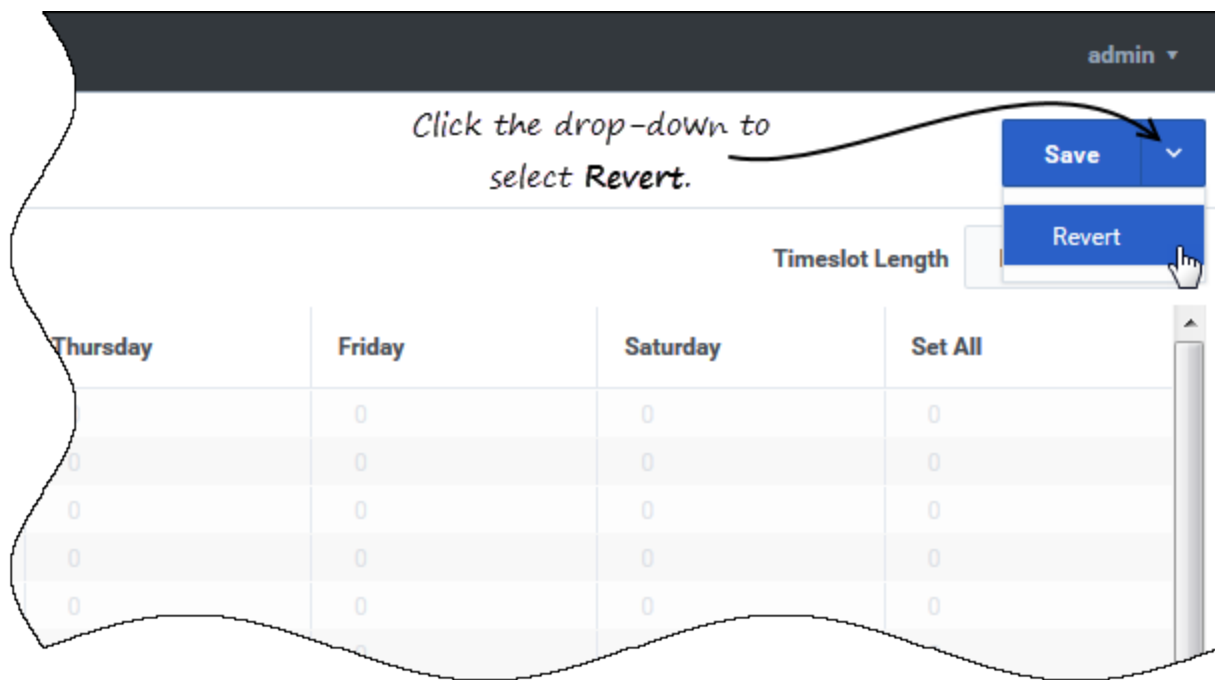 admin
Click the drop-down to
select Revert.
Save
Revert
Timeslot Length
Thursday Friday Saturday Set All
0 0 0
0 0 0 0
0 0 0 0
0 0 0 0
0 0 0 0